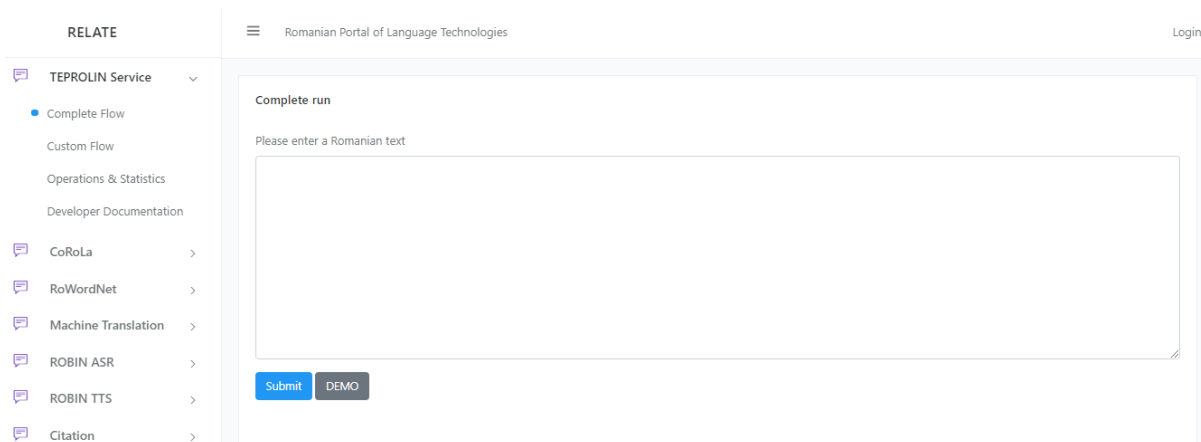 RELATE
TEPROLIN Service
Complete Flow
Custom Flow
Operations & Statistics
Developer Documentation
CoRoLa
RoWordNet
Machine Translation
ROBIN ASR
ROBIN TTS
Citation
Romanian Portal of Language Technologies
Login
Complete run
Please enter a Romanian text
Submit
DEMO